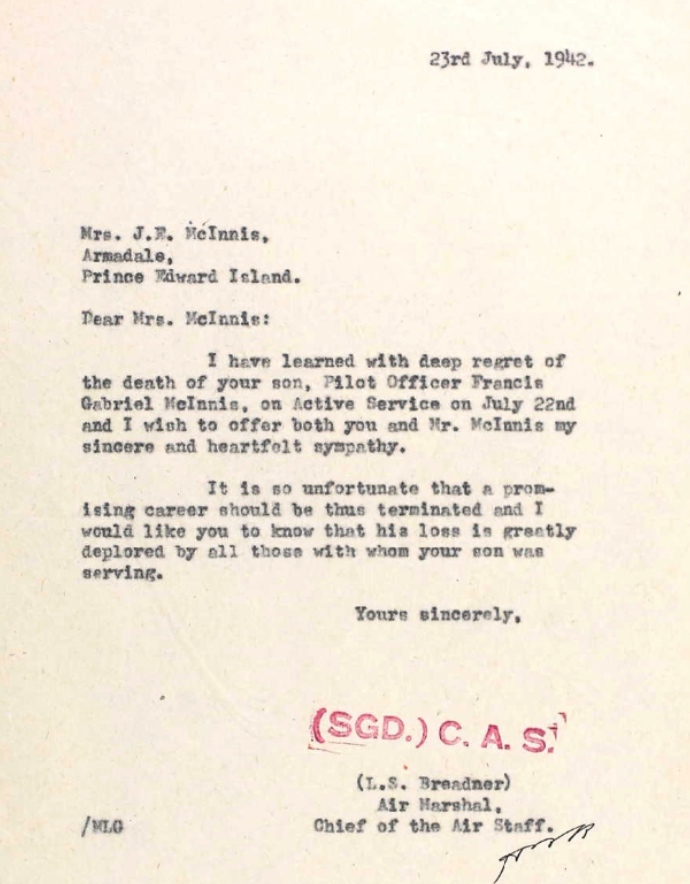 23rd July, 1942.
Mrs. J.E. McInnis,
Armadale,
Prince Edward Island.
Dear Mrs. McInnis:
I have learned with deep regret of
the death of your son, Pilot Officer Francis
Gabriel McInnis, on Active Service on July 22nd
and I wish to offer both you and Mr. McInnis my
sincere and heartfelt sympathy.
It is so unfortunate that a prom-
ising career should be thus terminated and I
would like you to know that his loss is greatly
deplored by all those with whom your son was
serving.
Yours sincerely,
(SGD.) C. A. S.
(L.S. Breadner)
Air Marshal,
Chief of the Air Staff.
/MLG